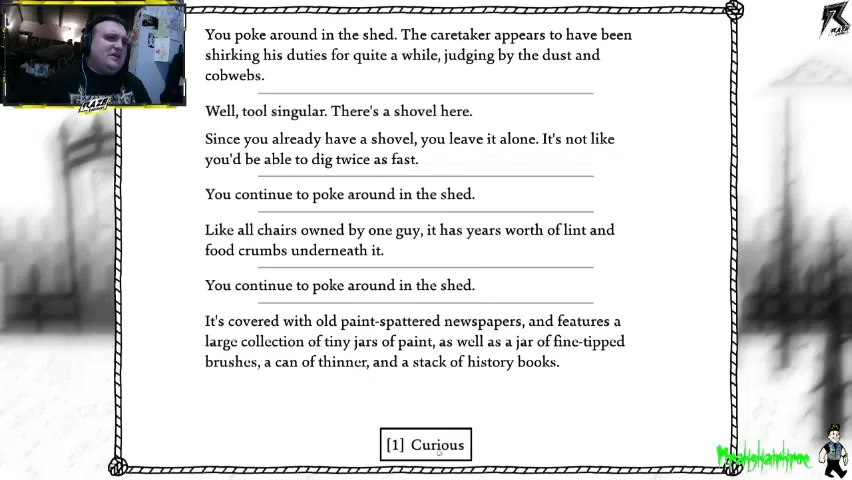 You poke around in the shed. The caretaker appears to have been
shirking his duties for quite a while, judging by the dust and
cobwebs.
Well, tool singular. There's a shovel here.
Since you already have a shovel, you leave it alone. It's not like
you'd be able to dig twice as fast.
You continue to poke around in the shed.
Like all chairs owned by one guy, it has years worth of lint and
food crumbs underneath it.
You continue to poke around in the shed.
It's covered with old paint-spattered newspapers, and features a
large collection of tiny jars of paint, as well as a jar of fine-tipped
brushes, a can of thinner, and a stack of history books.
[1] Curious